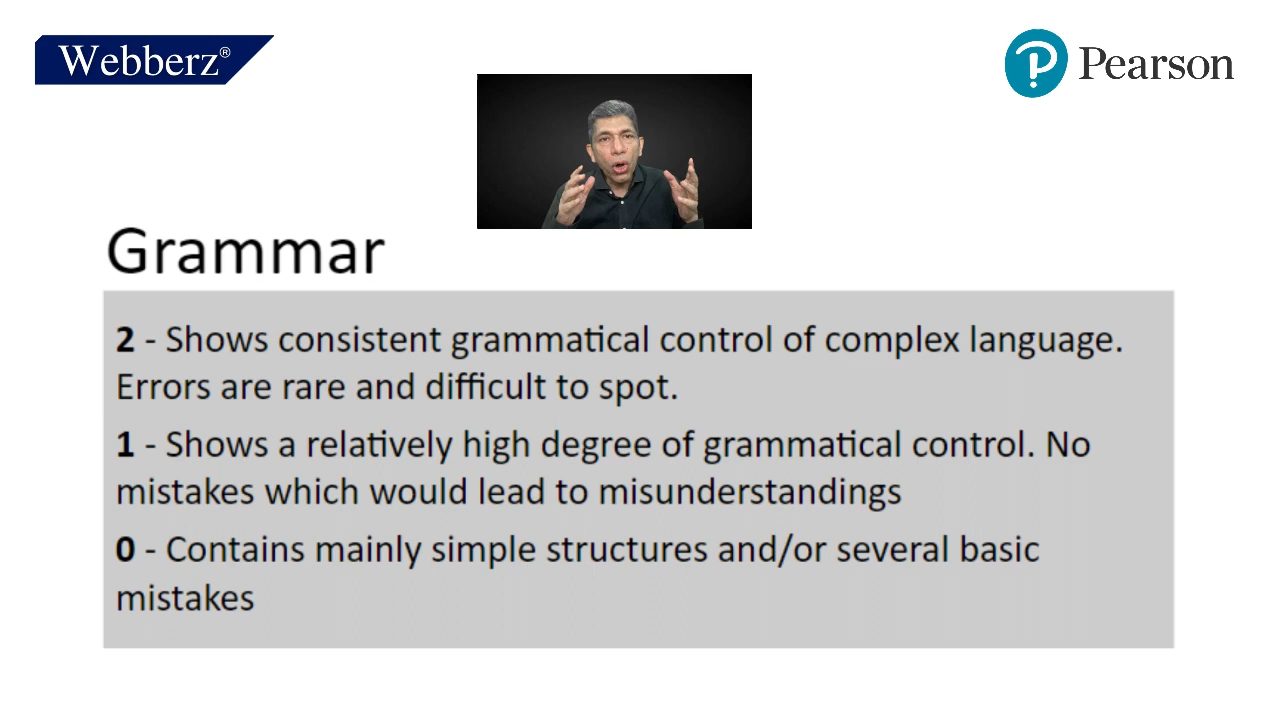 Webberz®
Pearson
Grammar
2 - Shows consistent grammatical control of complex language.
Errors are rare and difficult to spot.
1 - Shows a relatively high degree of grammatical control. No
mistakes which would lead to misunderstandings
0 - Contains mainly simple structures and/or several basic
mistakes